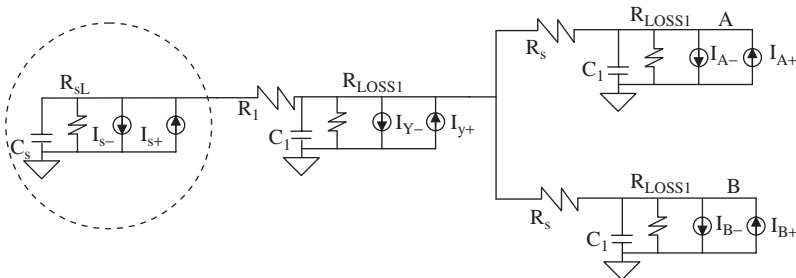 R_LOSS1 A
R_s
C_1 I_A− I_A+
R_sL R_LOSS1
R_1
C_s I_s− I_s+ C_1 I_Y− I_y+
R_LOSS1 B
R_s
C_1 I_B− I_B+